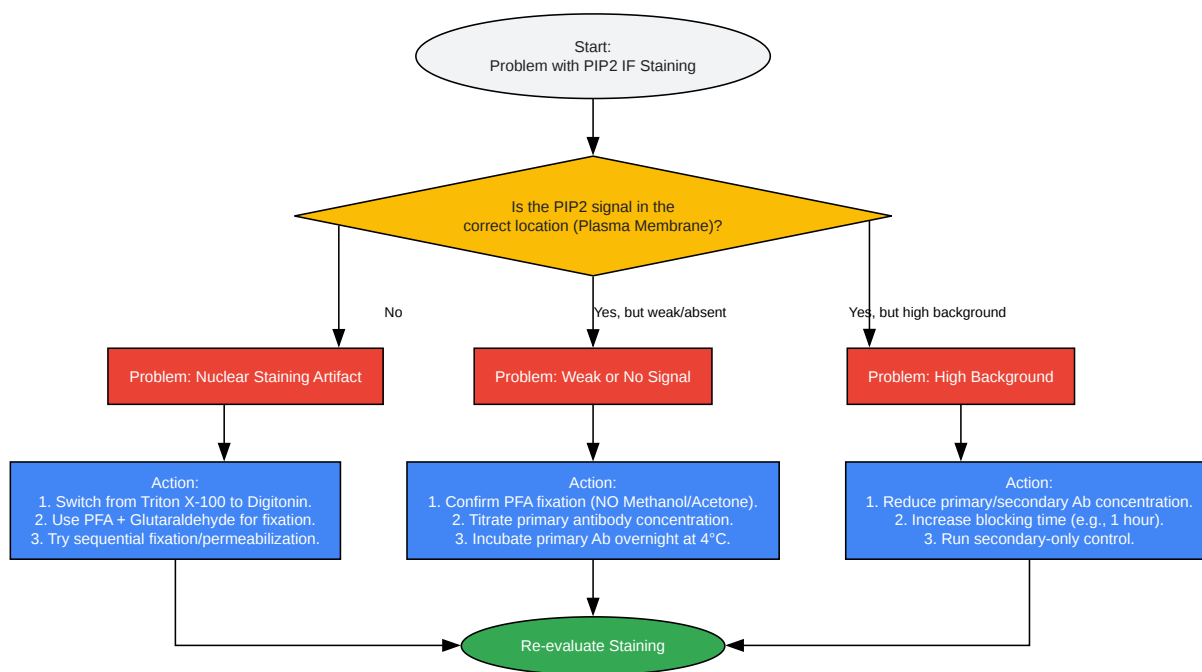 Start:
Problem with PIP2 IF Staining
Is the PIP2 signal in the
correct location (Plasma Membrane)?
No
Yes, but weak/absent
Yes, but high background
Problem: Nuclear Staining Artifact
Problem: Weak or No Signal
Problem: High Background
Action:
1. Switch from Triton X-100 to Digitonin.
2. Use PFA + Glutaraldehyde for fixation.
3. Try sequential fixation/permeabilization.
Action:
1. Confirm PFA fixation (NO Methanol/Acetone).
2. Titrate primary antibody concentration.
3. Incubate primary Ab overnight at 4°C.
Action:
1. Reduce primary/secondary Ab concentration.
2. Increase blocking time (e.g., 1 hour).
3. Run secondary-only control.
Re-evaluate Staining